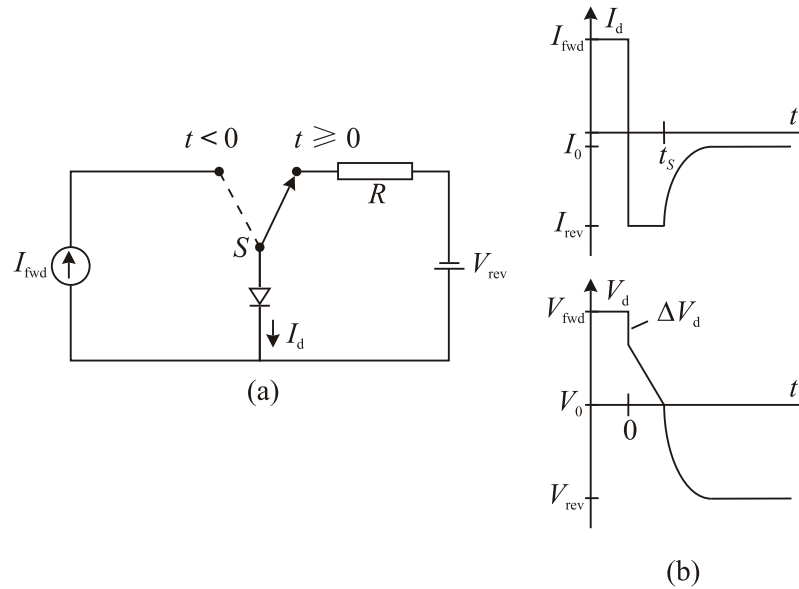 t < 0
t ⩾ 0
R
S
I_fwd
V_rev
I_d
(a)
I_d
I_fwd
t
I_0
t_S
I_rev
V_d
V_fwd
ΔV_d
t
V_0
0
V_rev
(b)